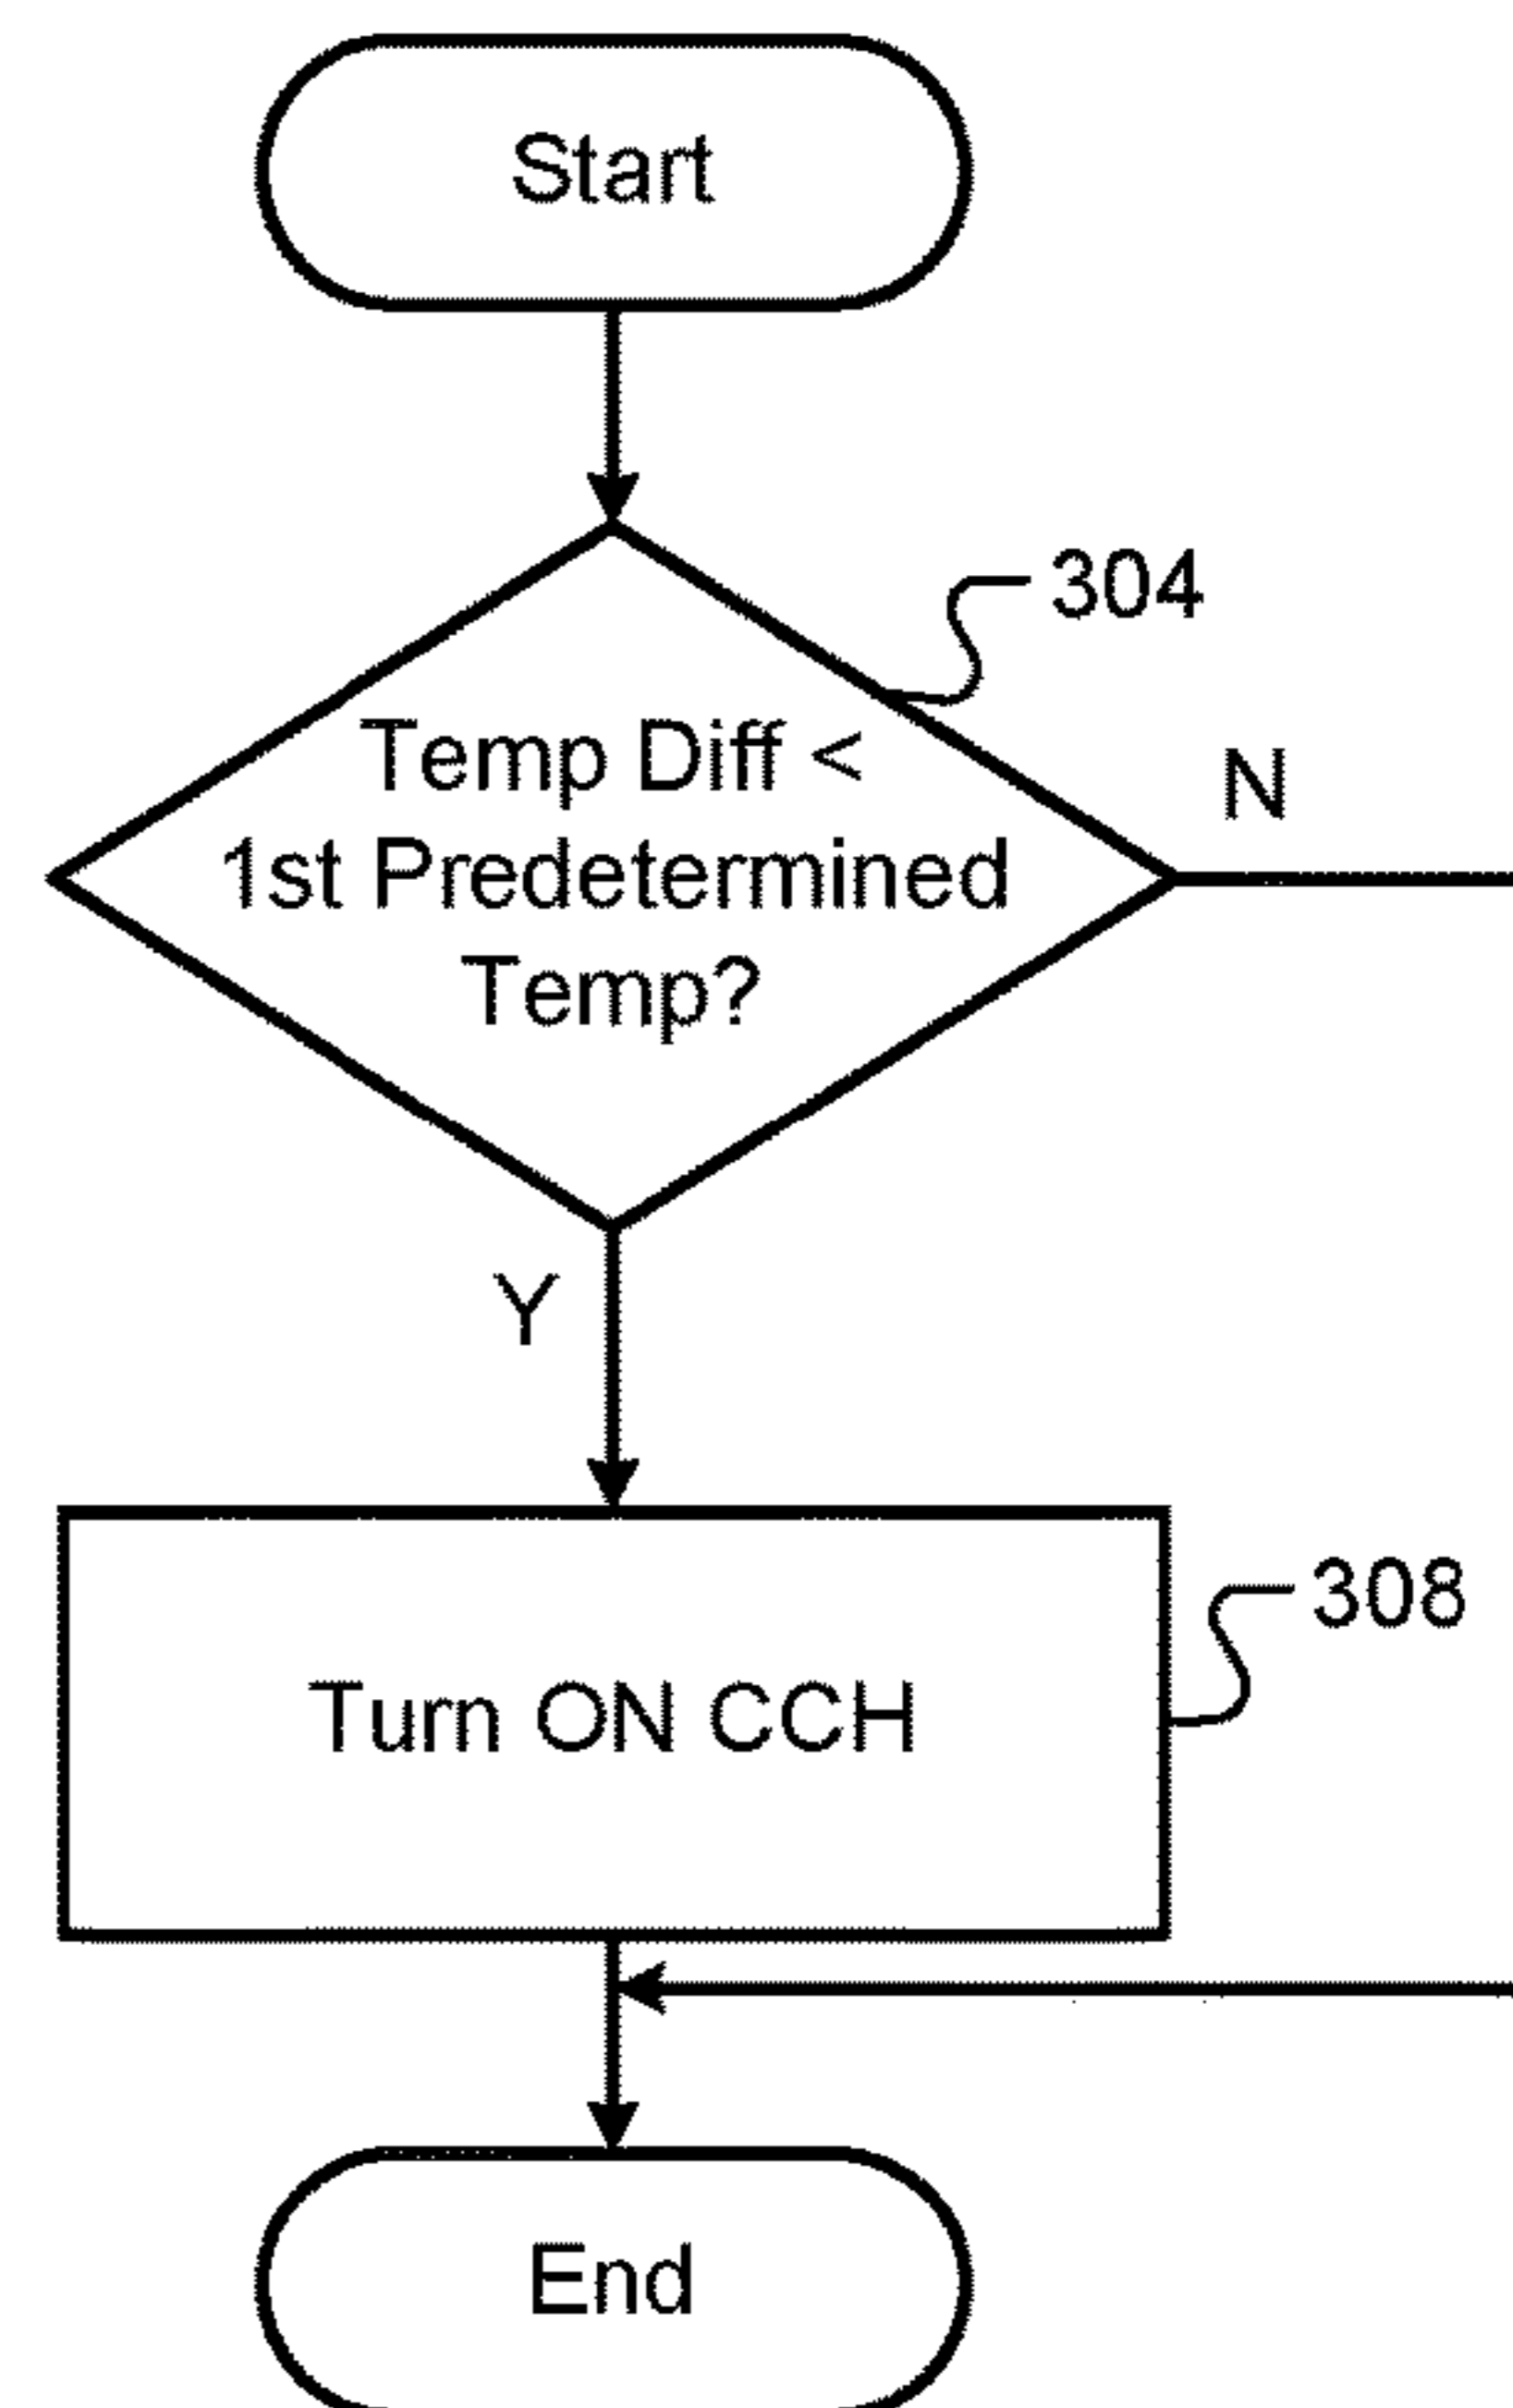 Start
304
Temp Diff <
1st Predetermined
Temp?
N
Y
308
Turn ON CCH
End